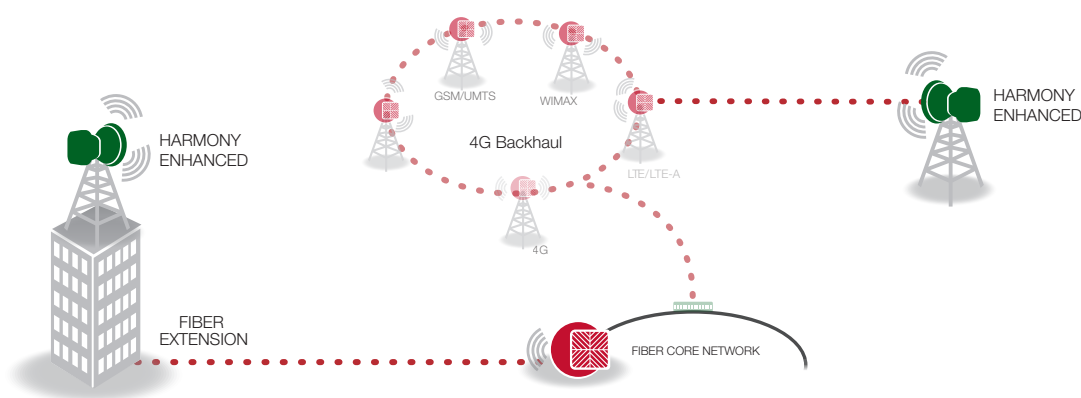 GSM/UMTS
WIMAX
HARMONY
ENHANCED
HARMONY
ENHANCED
4G Backhaul
LTE/LTE-A
4G
FIBER
EXTENSION
FIBER CORE NETWORK